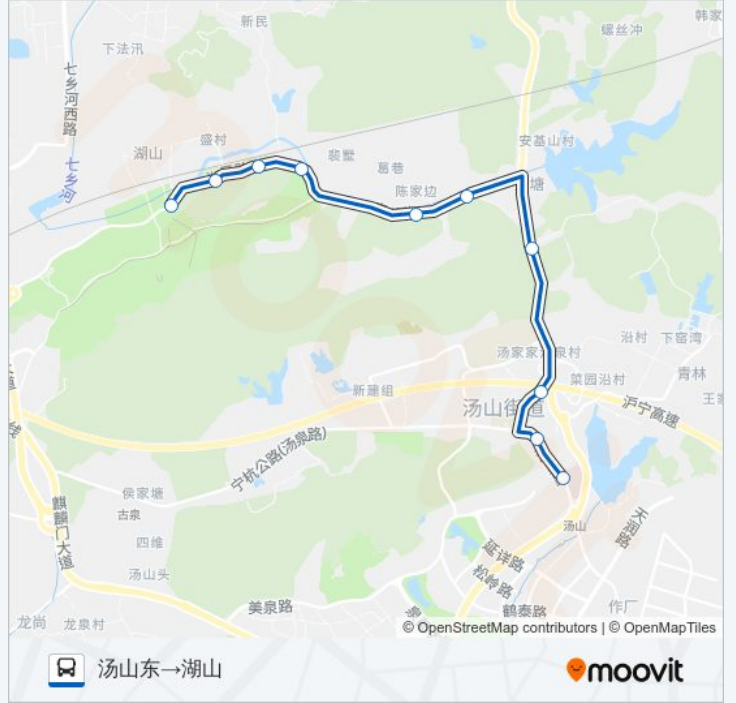 新民
韩家
螺丝冲
下法汛
七乡河西路
盛村
安基山村
湖山
裴墅
葛巷
七乡河
陈家边
塘
沿村
下窑湾
汤家家
泉村
青林
新建组
菜园沿村
王家
汤山街道
沪宁高速
宁杭公路(汤泉路)
侯家塘
麒麟门大道
古泉
天润路
汤山
四维
延详路
汤山头
松岭路
美泉路
鹤泰路
作厂
龙尚
龙泉村
© OpenStreetMap contributors | © OpenMapTiles
汤山东→湖山
moovit